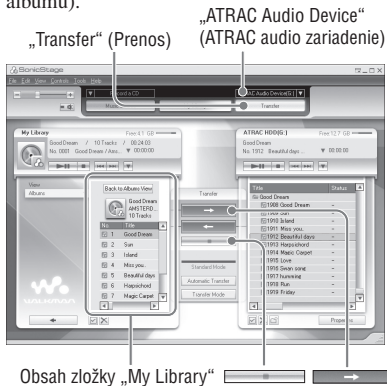 albumu).
„ATRAC Audio Device“
„Transfer“ (Prenos)
(ATRAC audio zariadenie)
SonicStage
File Edit View Controls Tools Help
Record a CD
ATRAC Audio Device[G:]
Transfer
My Library
Free:4.1 GB
Good Dream / 10 Tracks / 00:24:03
No. 0001 Good Dream / Ams...
00:00:00
ATRAC HDD(G:)
Free:12.7 GB
Good Dream
No. 1912 Beautiful days ...
00:00:00
View
Albums
Back to Albums View
Good Dream
AMSTERD...
10 Tracks
No. Title
1 Good Dream
2 Sun
3 Island
4 Miss you.
5 Beautiful days
6 Harpsichord
7 Magic Carpet
Transfer
Standard Mode
Automatic Transfer
Transfer Mode
Title Status
Good Dream
1908 Good Dream -
1909 Sun -
1910 Island -
1911 Miss you. -
1912 Beautiful days -
1913 Harpsichord -
1914 Magic Carpet -
1915 Love -
1916 Swan song -
1917 humming -
1918 Run -
1919 Friday -
WALKMAN
Properties
Obsah zložky „My Library“